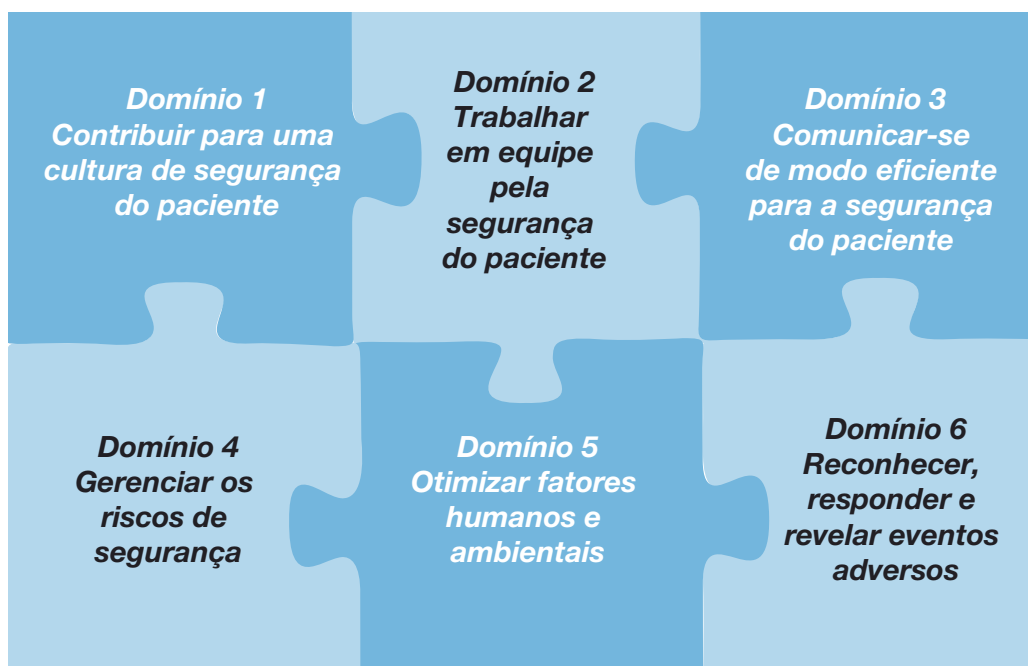 Domínio 1
Contribuir para uma
cultura de segurança
do paciente
Domínio 2
Trabalhar
em equipe
pela
segurança
do paciente
Domínio 3
Comunicar-se
de modo eficiente
para a segurança
do paciente
Domínio 4
Gerenciar os
riscos de
segurança
Domínio 5
Otimizar fatores
humanos e
ambientais
Domínio 6
Reconhecer,
responder e
revelar eventos
adversos